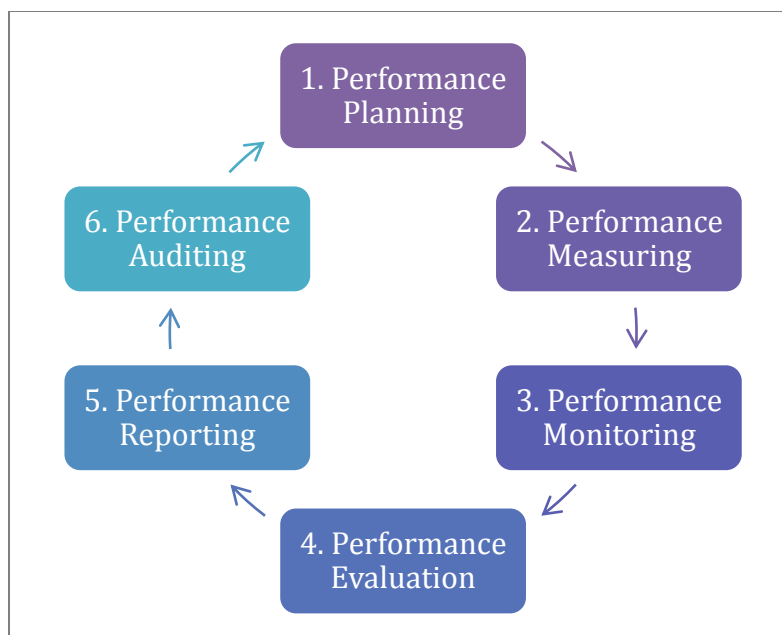 1. Performance
Planning
2. Performance
Measuring
3. Performance
Monitoring
4. Performance
Evaluation
5. Performance
Reporting
6. Performance
Auditing